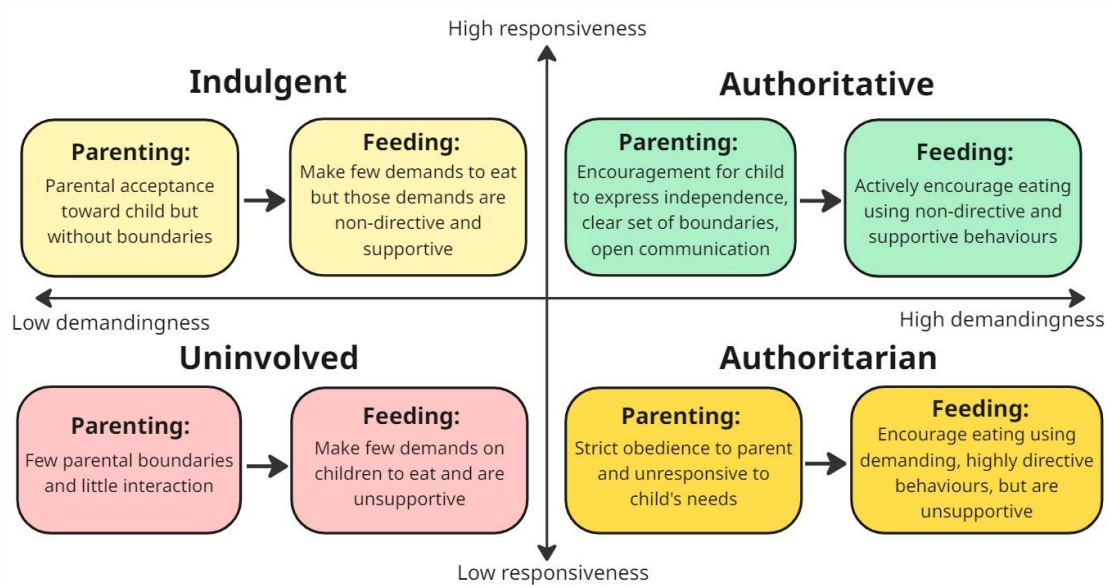 High responsiveness
Indulgent
Parenting:
Parental acceptance
toward child but
without boundaries
Feeding:
Make few demands to eat
but those demands are
non-directive and
supportive
Authoritative
Parenting:
Encouragement for child
to express independence,
clear set of boundaries,
open communication
Feeding:
Actively encourage eating
using non-directive and
supportive behaviours
Low demandingness
High demandingness
Uninvolved
Parenting:
Few parental boundaries
and little interaction
Feeding:
Make few demands on
children to eat and are
unsupportive
Authoritarian
Parenting:
Strict obedience to parent
and unresponsive to
child's needs
Feeding:
Encourage eating using
demanding, highly directive
behaviours, but are
unsupportive
Low responsiveness